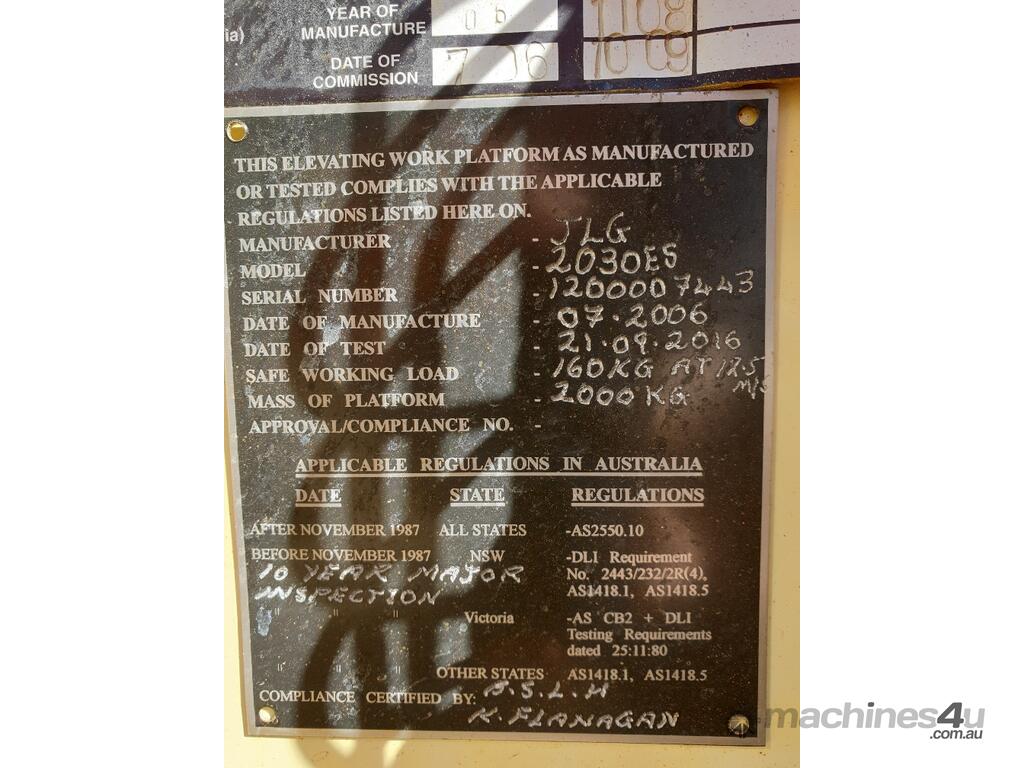 YEAR OF
MANUFACTURE 06 1108
ia)
DATE OF
COMMISSION 7 06 10 09
THIS ELEVATING WORK PLATFORM AS MANUFACTURED
OR TESTED COMPLIES WITH THE APPLICABLE
REGULATIONS LISTED HERE ON.
MANUFACTURER - JLG
MODEL - 2030ES
SERIAL NUMBER - 1200007443
DATE OF MANUFACTURE - 07.2006
DATE OF TEST - 21.09.2016
SAFE WORKING LOAD - 160KG AT 12.5 M/S
MASS OF PLATFORM - 2000KG
APPROVAL/COMPLIANCE NO. -
APPLICABLE REGULATIONS IN AUSTRALIA
DATE STATE REGULATIONS
AFTER NOVEMBER 1987 ALL STATES -AS2550.10
BEFORE NOVEMBER 1987 NSW -DLI Requirement
No. 2443/232/2R(4),
AS1418.1, AS1418.5
10 YEAR MAJOR
INSPECTION
" " " Victoria -AS CB2 + DLI
Testing Requirements
dated 25:11:80
" " " OTHER STATES AS1418.1, AS1418.5
COMPLIANCE CERTIFIED BY: B.S.L.H
K. FLANAGAN
machines4u
.com.au